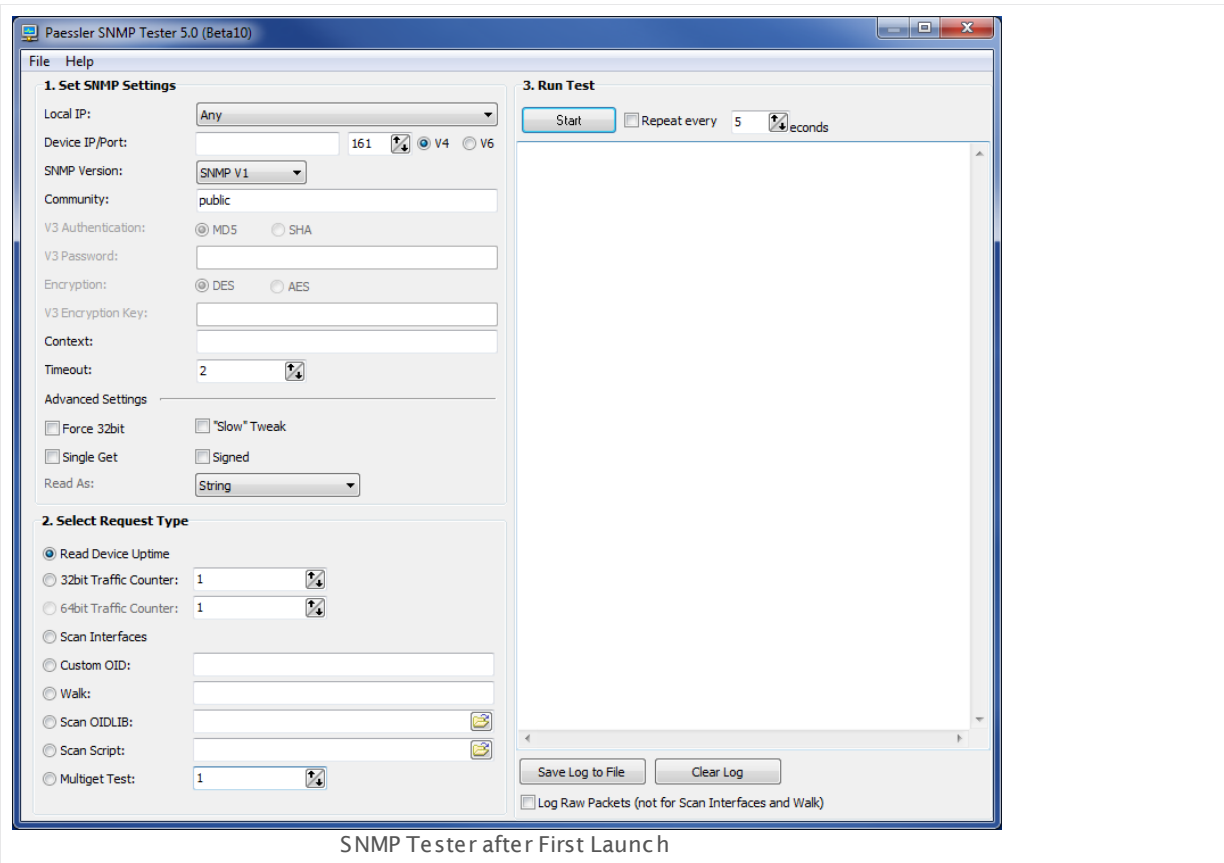 Paessler SNMP Tester 5.0 (Beta10)
File Help
1. Set SNMP Settings
Local IP: Any
Device IP/Port: 161 V4 V6
SNMP Version: SNMP V1
Community: public
V3 Authentication: MD5 SHA
V3 Password:
Encryption: DES AES
V3 Encryption Key:
Context:
Timeout: 2
Advanced Settings
Force 32bit "Slow" Tweak
Single Get Signed
Read As: String
2. Select Request Type
Read Device Uptime
32bit Traffic Counter: 1
64bit Traffic Counter: 1
Scan Interfaces
Custom OID:
Walk:
Scan OIDLIB:
Scan Script:
Multiget Test: 1
3. Run Test
Start Repeat every 5 econds
Save Log to File Clear Log
Log Raw Packets (not for Scan Interfaces and Walk)
SNMP Tester after First Launch